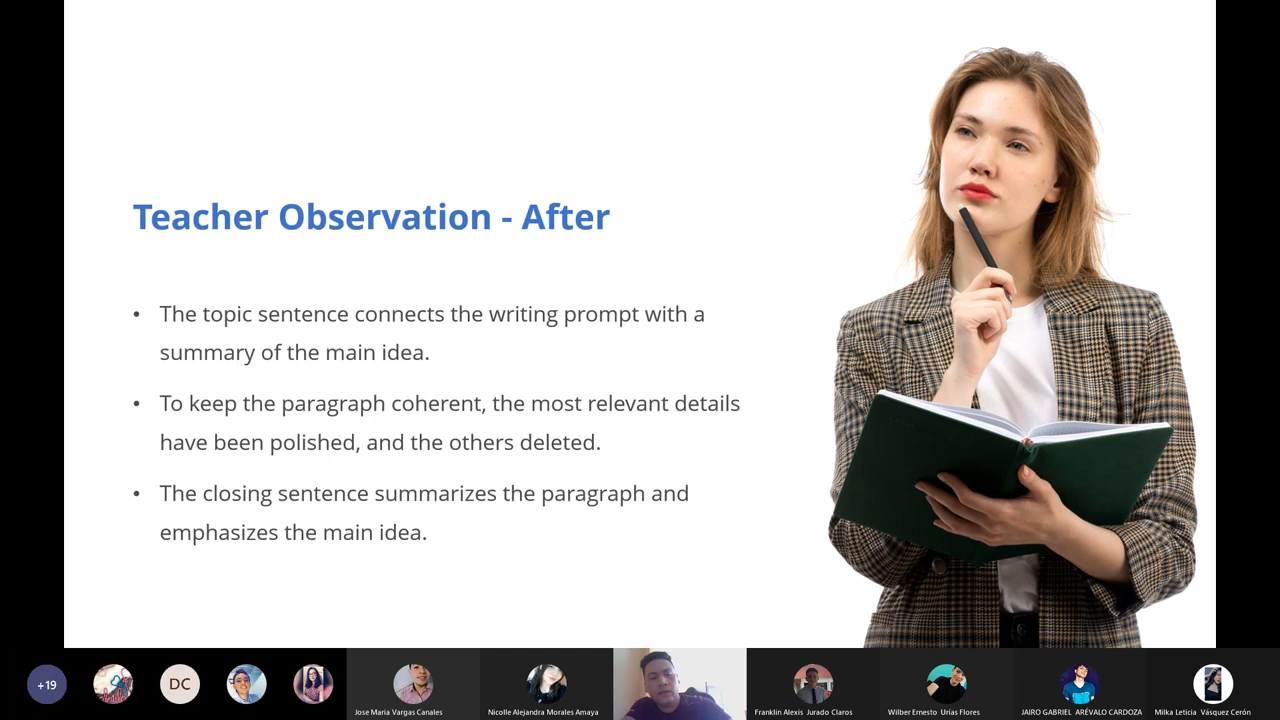 Teacher Observation - After
• The topic sentence connects the writing prompt with a
summary of the main idea.
• To keep the paragraph coherent, the most relevant details
have been polished, and the others deleted.
• The closing sentence summarizes the paragraph and
emphasizes the main idea.
+19
DC
Jose María Vargas Canales
Nicolle Alejandra Morales Amaya
Franklin Alexis Jurado Claros
Wilber Ernesto Urías Flores
JAIRO GABRIEL ARÉVALO CARDOZA
Milka Leticia Vásquez Cerón